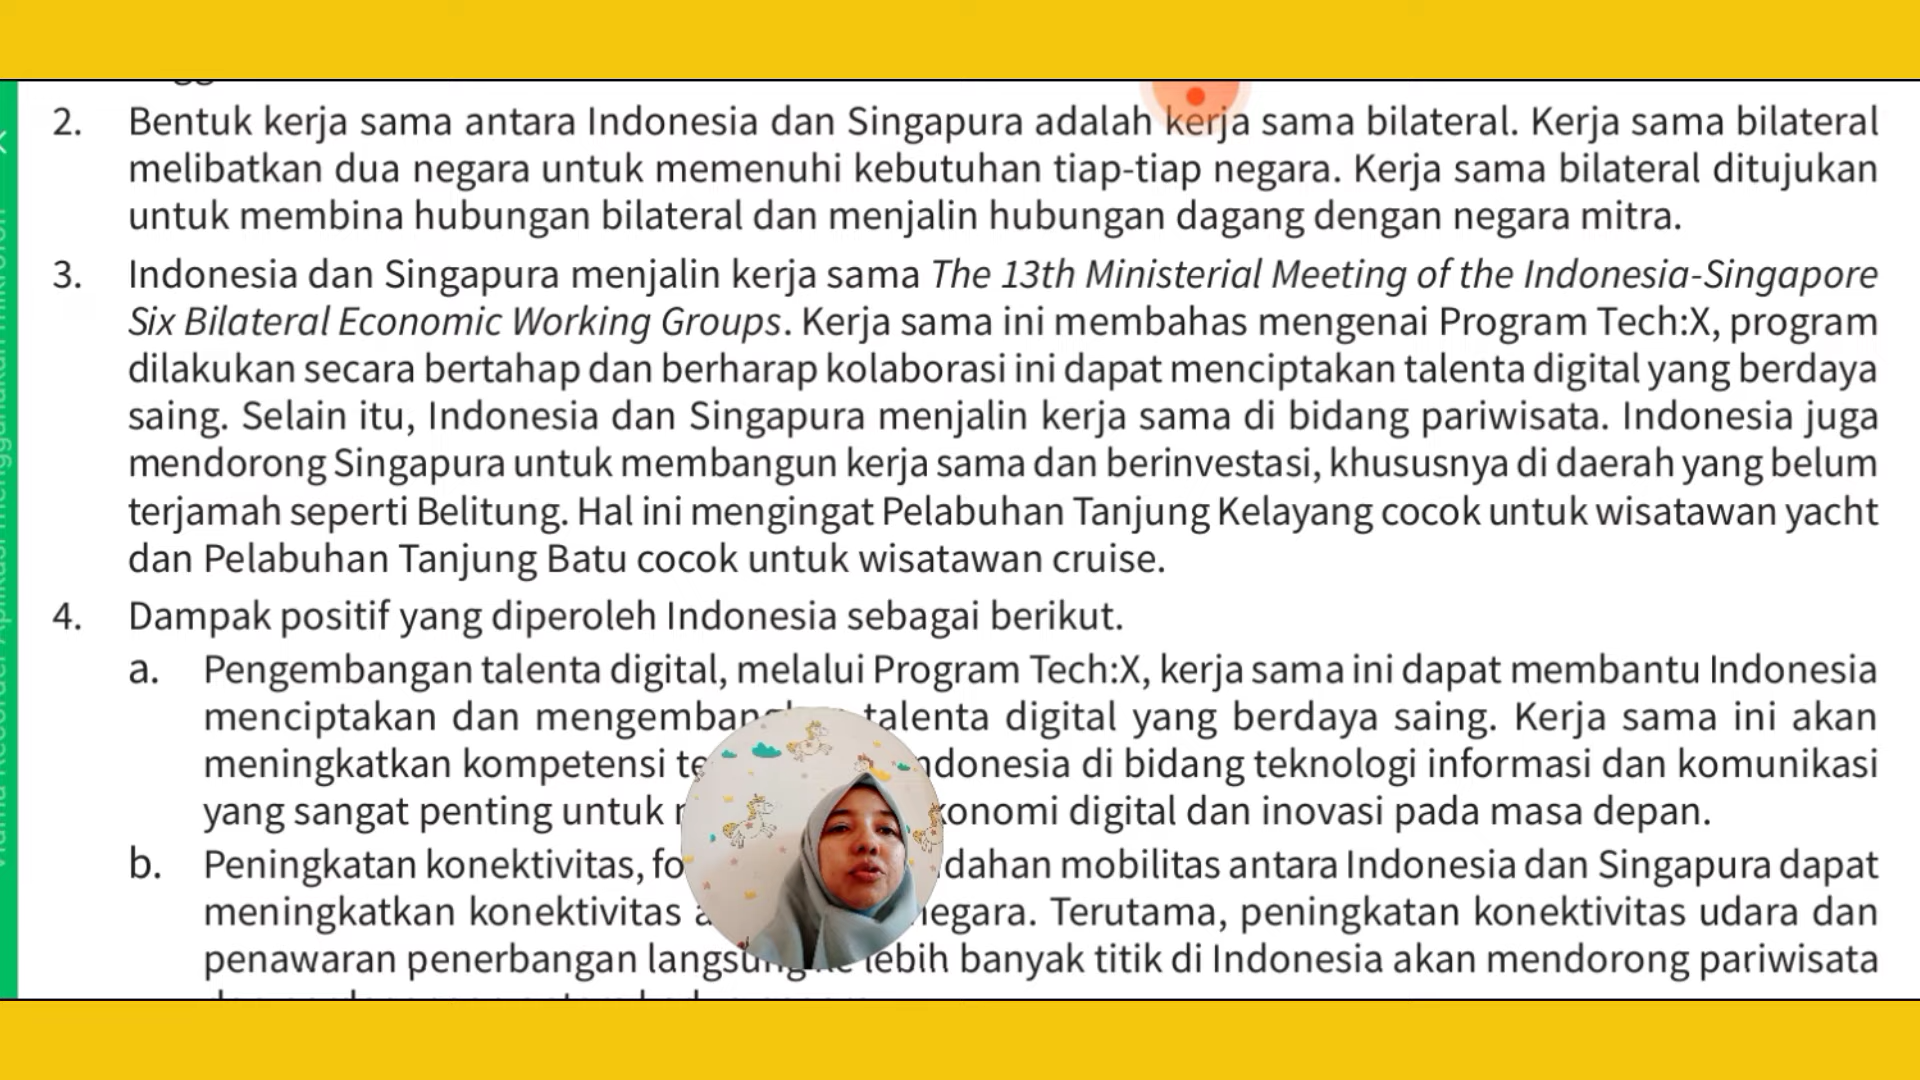 2. Bentuk kerja sama antara Indonesia dan Singapura adalah kerja sama bilateral. Kerja sama bilateral
melibatkan dua negara untuk memenuhi kebutuhan tiap-tiap negara. Kerja sama bilateral ditujukan
untuk membina hubungan bilateral dan menjalin hubungan dagang dengan negara mitra.
3. Indonesia dan Singapura menjalin kerja sama The 13th Ministerial Meeting of the Indonesia-Singapore
Six Bilateral Economic Working Groups. Kerja sama ini membahas mengenai Program Tech:X, program
dilakukan secara bertahap dan berharap kolaborasi ini dapat menciptakan talenta digital yang berdaya
saing. Selain itu, Indonesia dan Singapura menjalin kerja sama di bidang pariwisata. Indonesia juga
mendorong Singapura untuk membangun kerja sama dan berinvestasi, khususnya di daerah yang belum
terjamah seperti Belitung. Hal ini mengingat Pelabuhan Tanjung Kelayang cocok untuk wisatawan yacht
dan Pelabuhan Tanjung Batu cocok untuk wisatawan cruise.
4. Dampak positif yang diperoleh Indonesia sebagai berikut.
a. Pengembangan talenta digital, melalui Program Tech:X, kerja sama ini dapat membantu Indonesia
menciptakan dan talenta digital yang berdaya saing. Kerja sama ini akan
meningkatkan kompetensi di bidang teknologi informasi dan komunikasi
yang sangat penting untuk digital dan inovasi pada masa depan.
b. Peningkatan konektivitas, mobilitas antara Indonesia dan Singapura dapat
meningkatkan konektivitas Terutama, peningkatan konektivitas udara dan
penawaran penerbangan langsung lebih banyak titik di Indonesia akan mendorong pariwisata